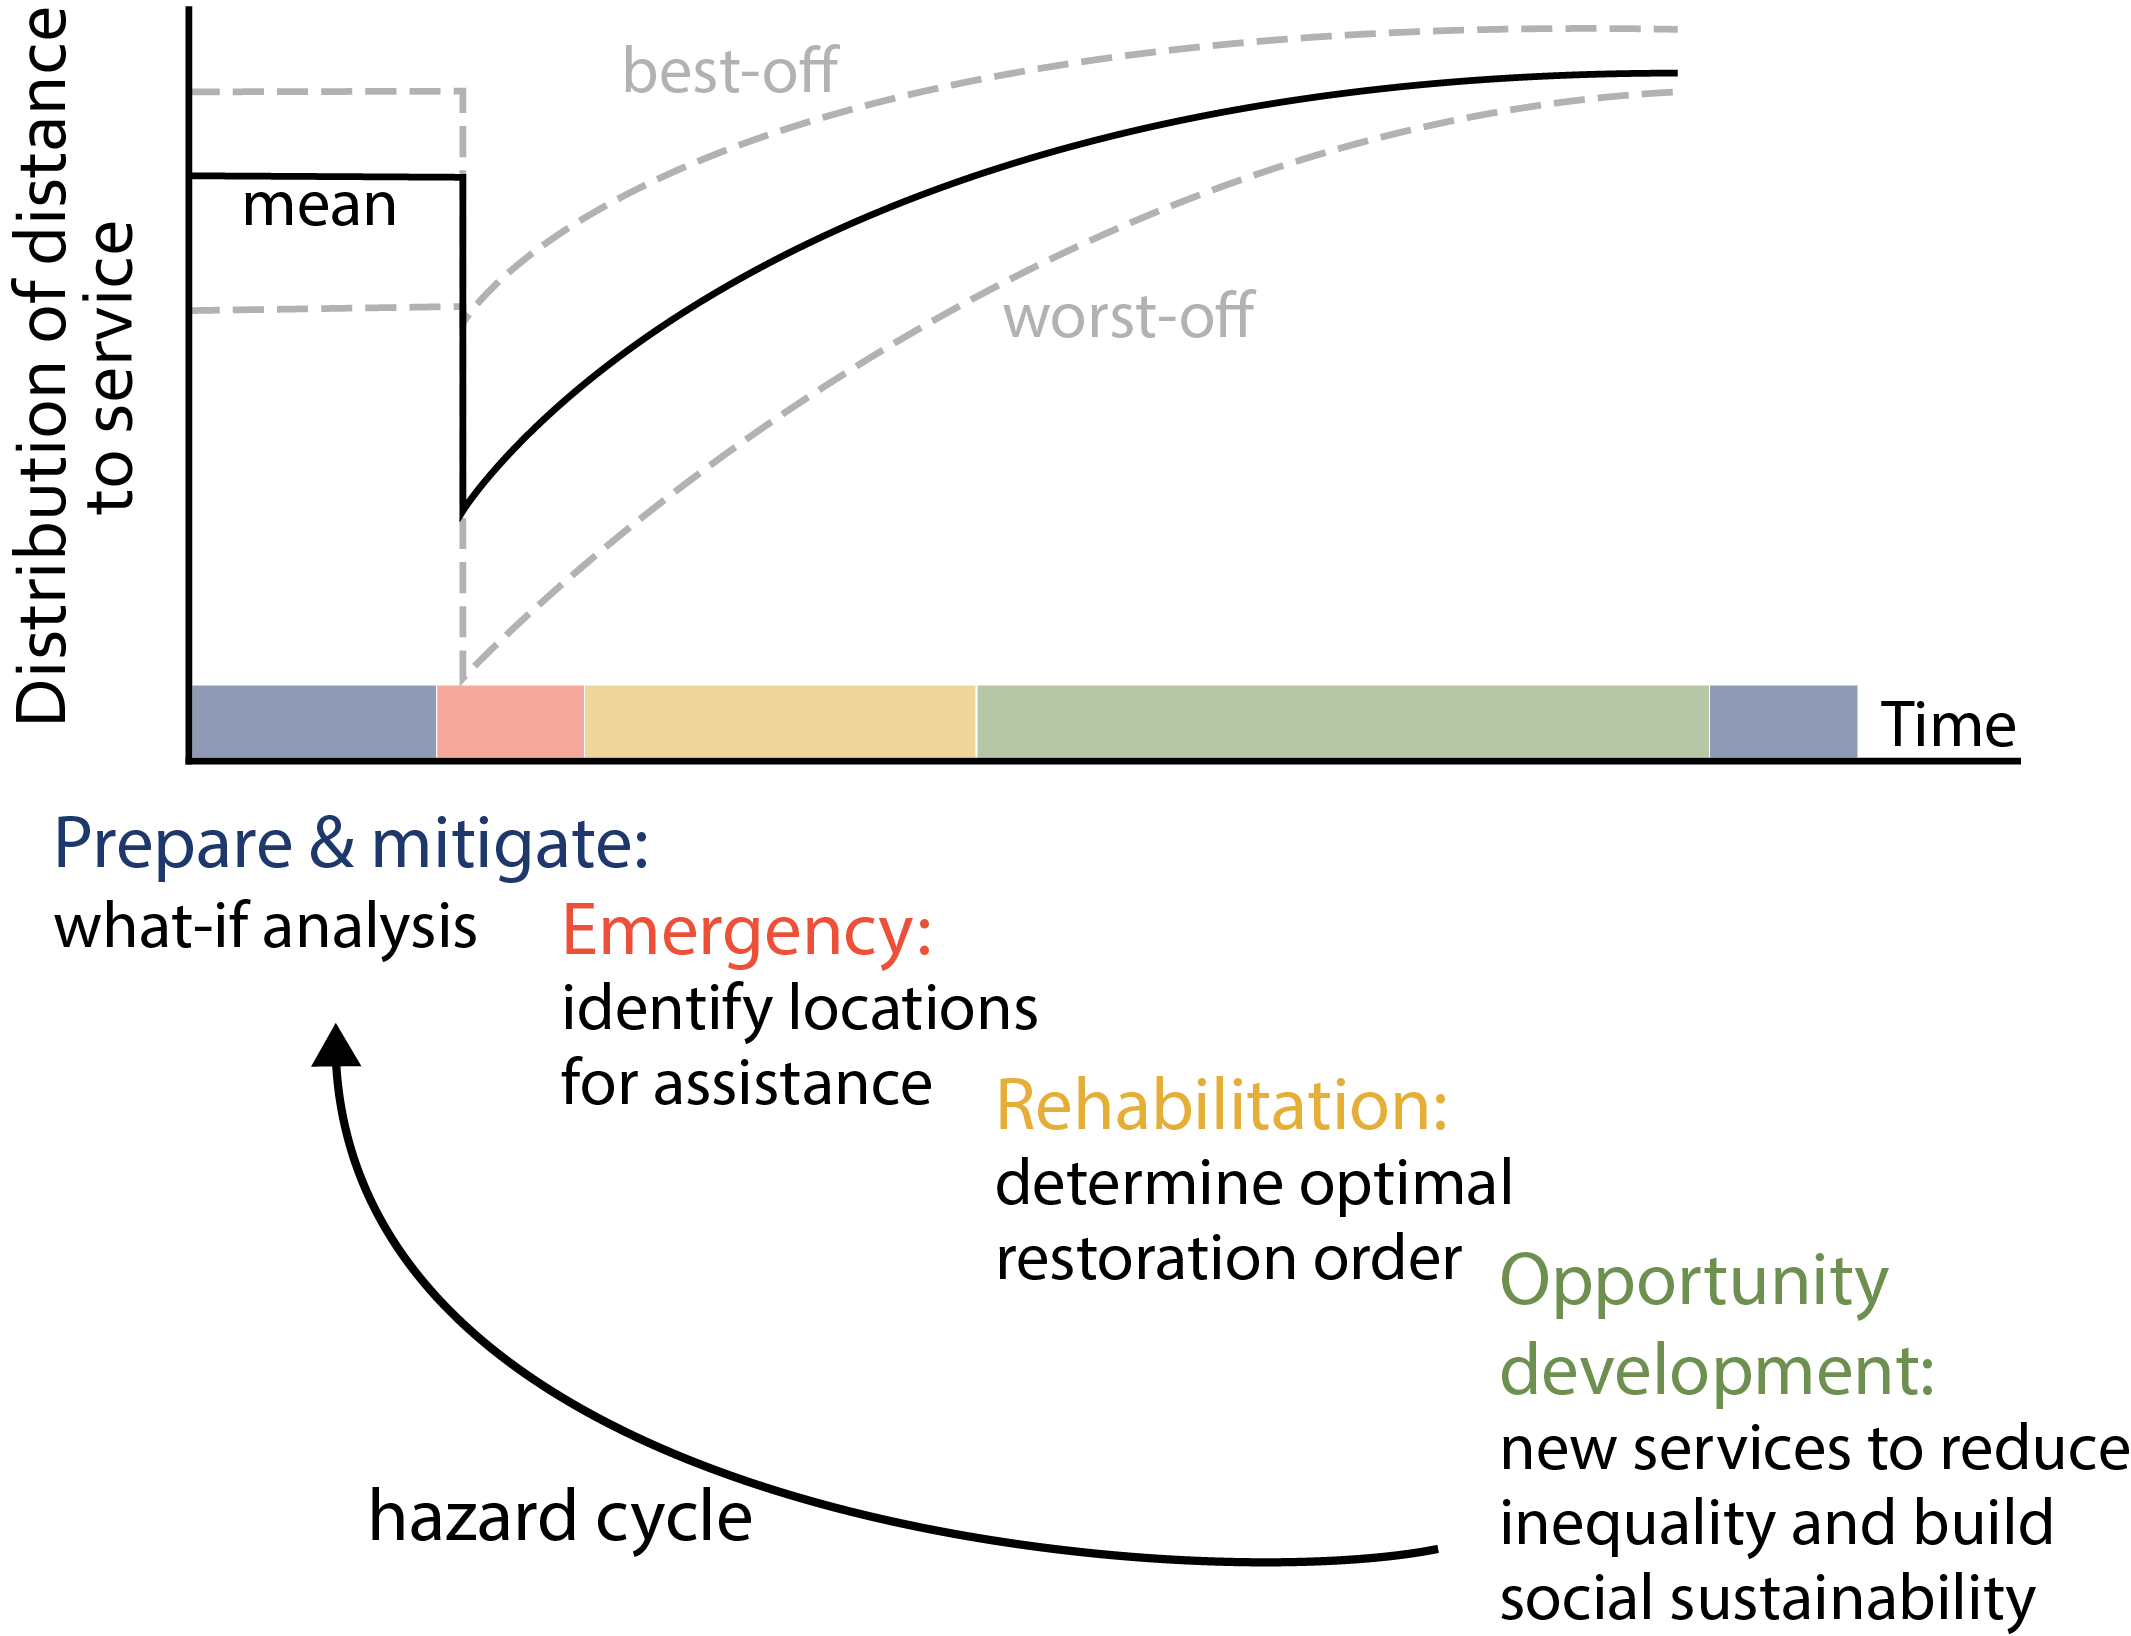 Distribution of distance
to service
best-off
mean
worst-off
Time
Prepare & mitigate:
what-if analysis
Emergency:
identify locations
for assistance
Rehabilitation:
determine optimal
restoration order
Opportunity
development:
new services to reduce
inequality and build
social sustainability
hazard cycle